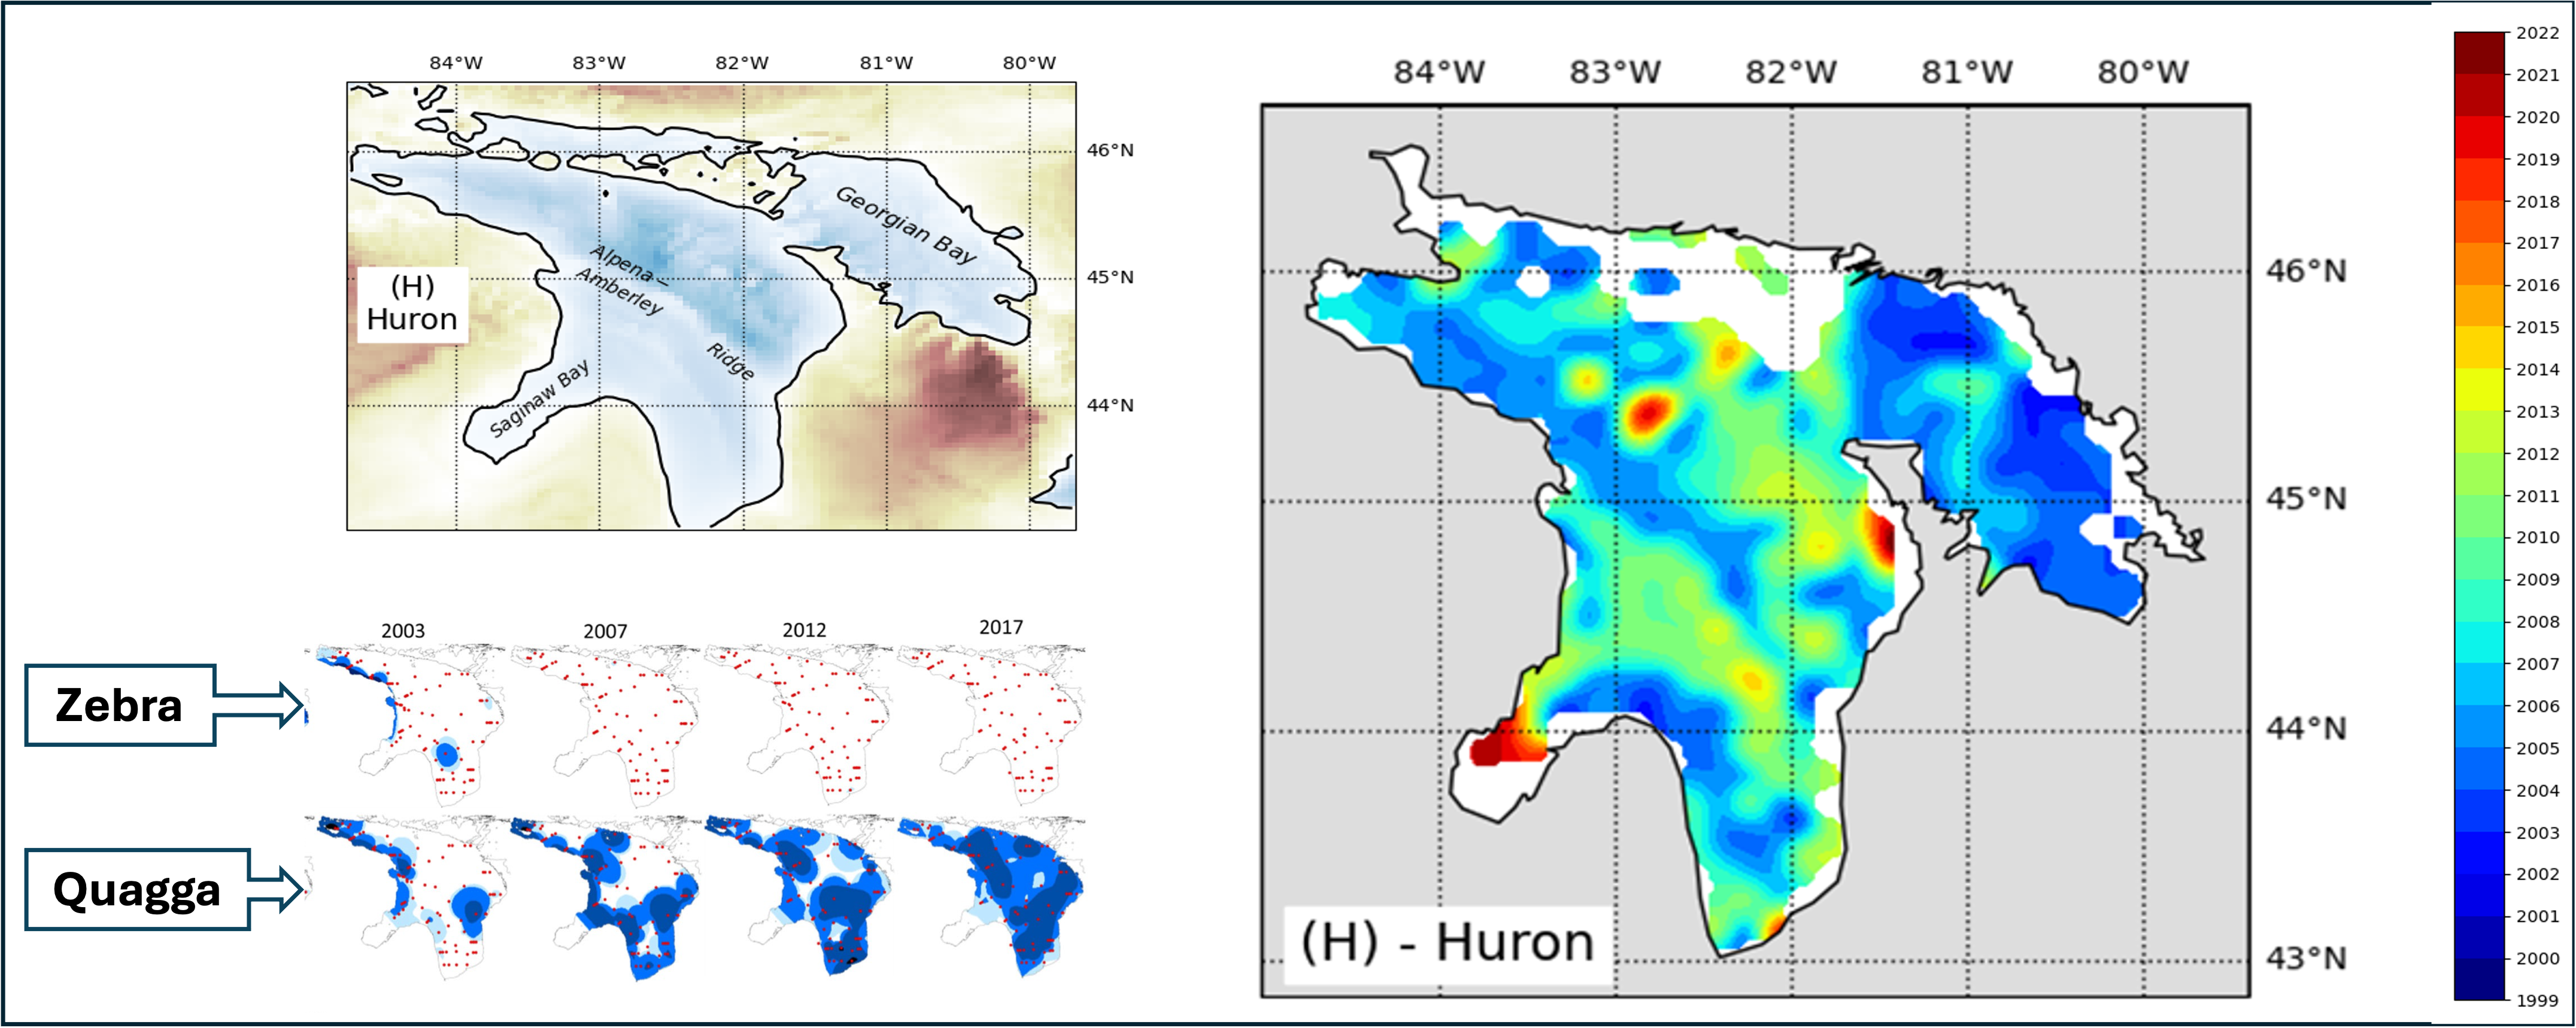 84°W 83°W 82°W 81°W 80°W
46°N
45°N
44°N
Georgian Bay
Alpena –
Amberley
Ridge
Saginaw Bay
(H)
Huron
2003 2007 2012 2017
Zebra
Quagga
84°W 83°W 82°W 81°W 80°W
46°N
45°N
44°N
43°N
(H) - Huron
2022
2021
2020
2019
2018
2017
2016
2015
2014
2013
2012
2011
2010
2009
2008
2007
2006
2005
2004
2003
2002
2001
2000
1999